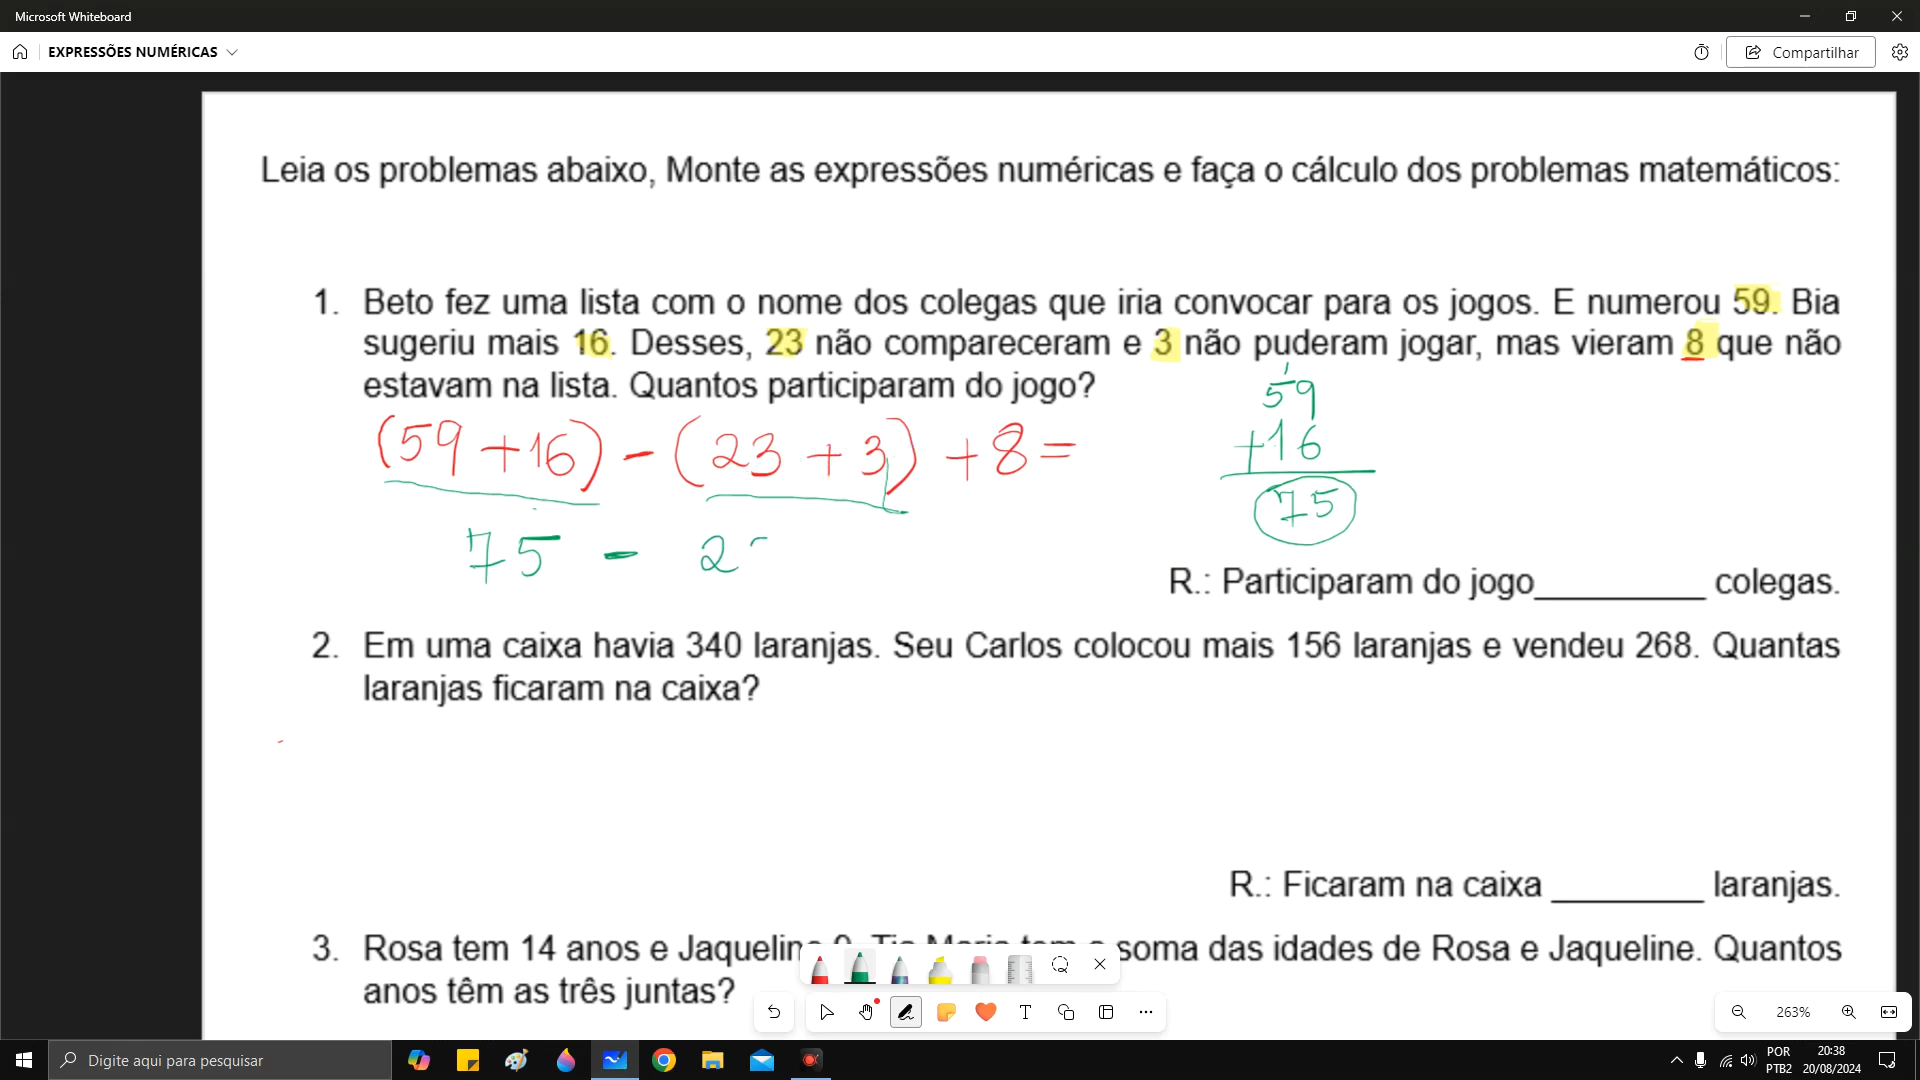 Microsoft Whiteboard
EXPRESSÕES NUMÉRICAS
Compartilhar
Leia os problemas abaixo, Monte as expressões numéricas e faça o cálculo dos problemas matemáticos:
1. Beto fez uma lista com o nome dos colegas que iria convocar para os jogos. E numerou 59. Bia
sugeriu mais 16. Desses, 23 não compareceram e 3 não puderam jogar, mas vieram 8 que não
estavam na lista. Quantos participaram do jogo?
(59 + 16) - (23 + 3) + 8 =
1
59
+16
75
75 - 2
R.: Participaram do jogo_________ colegas.
2. Em uma caixa havia 340 laranjas. Seu Carlos colocou mais 156 laranjas e vendeu 268. Quantas
laranjas ficaram na caixa?
R.: Ficaram na caixa ________ laranjas.
3. Rosa tem 14 anos e Jaqueline soma das idades de Rosa e Jaqueline. Quantos
anos têm as três juntas?
263%
Digite aqui para pesquisar
POR
PTB2
20:38
20/08/2024